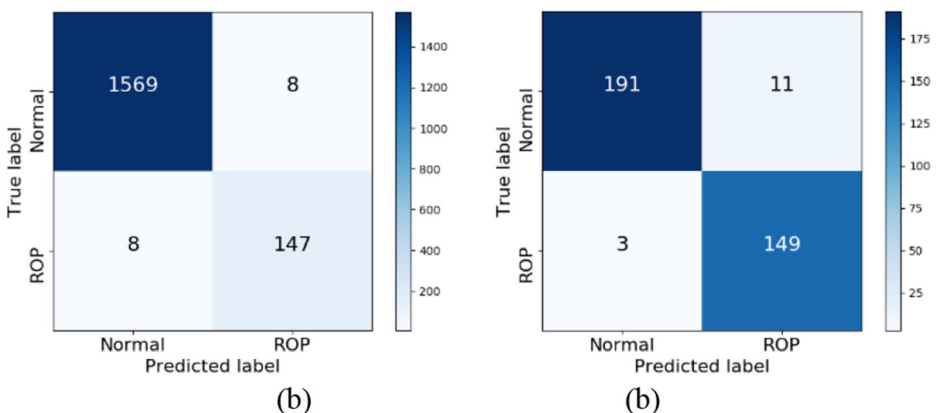 1569 8
8 147
Normal
ROP
True label
Normal ROP
Predicted label
1400
1200
1000
800
600
400
200
(b)
191 11
3 149
Normal
ROP
True label
Normal ROP
Predicted label
175
150
125
100
75
50
25
(b)